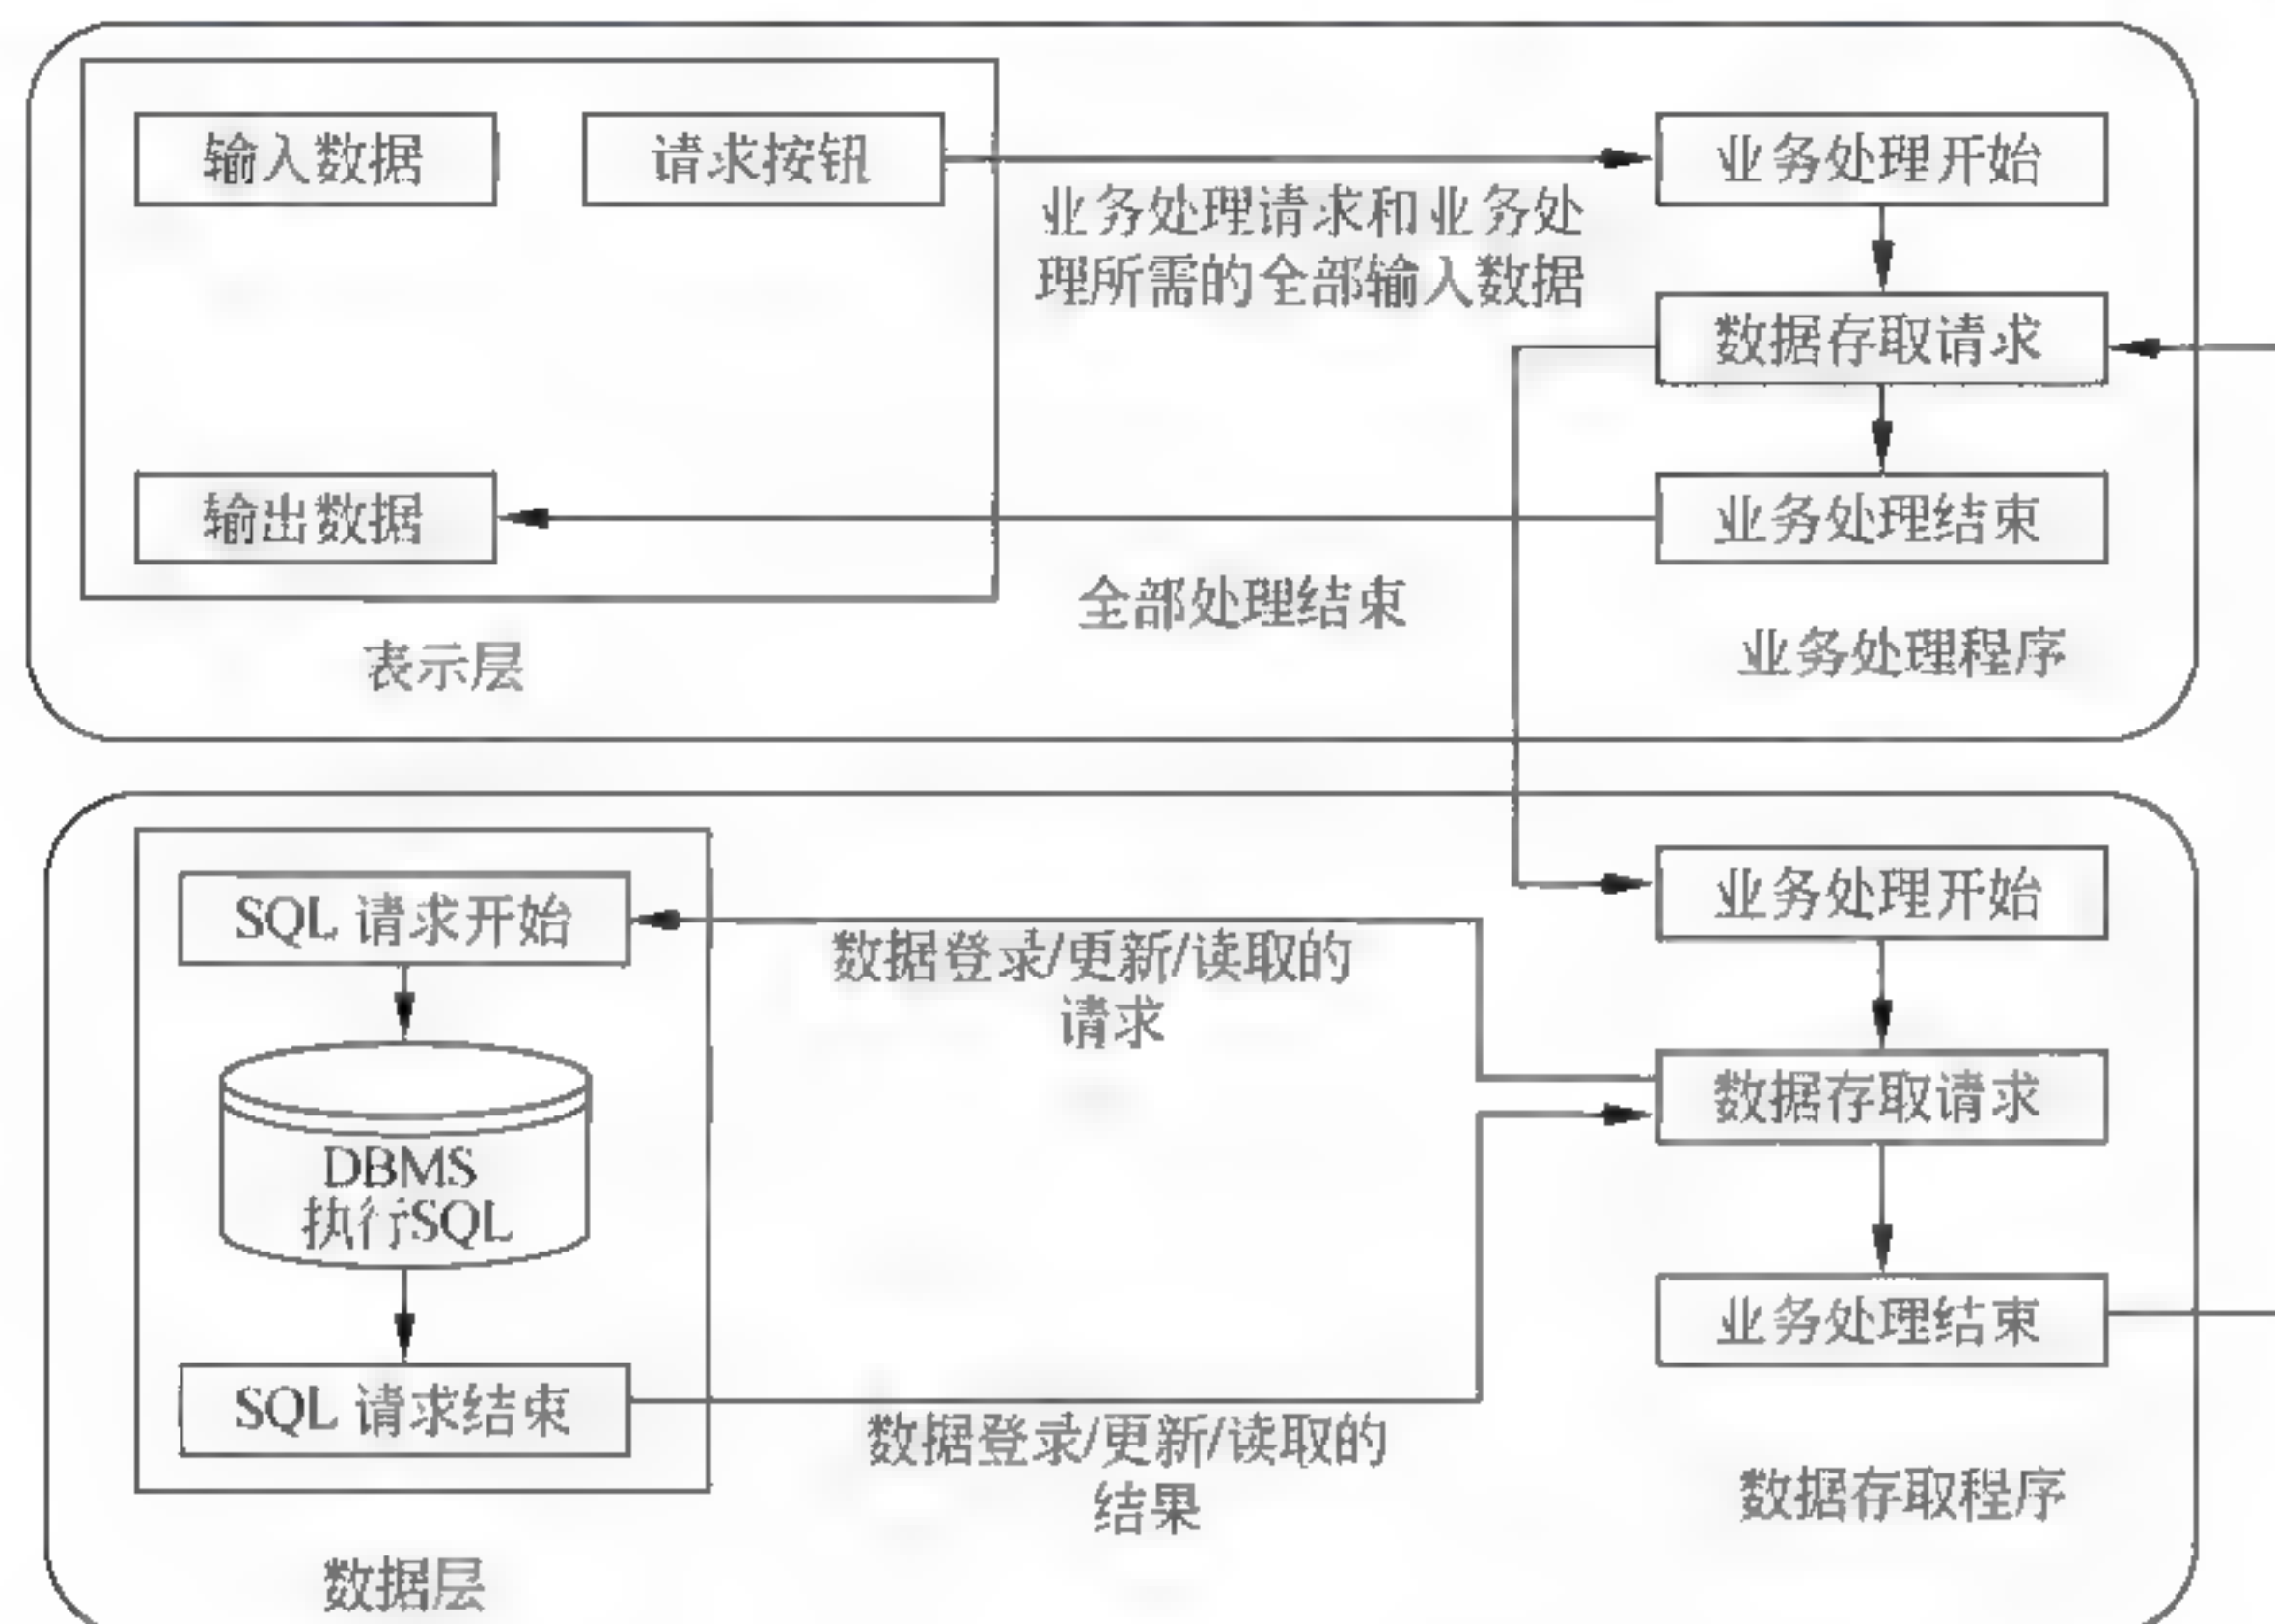 输入数据
请求按钮
业务处理开始
业务处理请求和业务处
理所需的全部输入数据
数据存取请求
输出数据
业务处理结束
全部处理结束
表示层
业务处理程序
业务处理开始
SQL 请求开始
数据登录/更新/读取的
请求
数据存取请求
DBMS
执行SQL
业务处理结束
SQL 请求结束
数据登录/更新/读取的
结果
数据存取程序
数据层